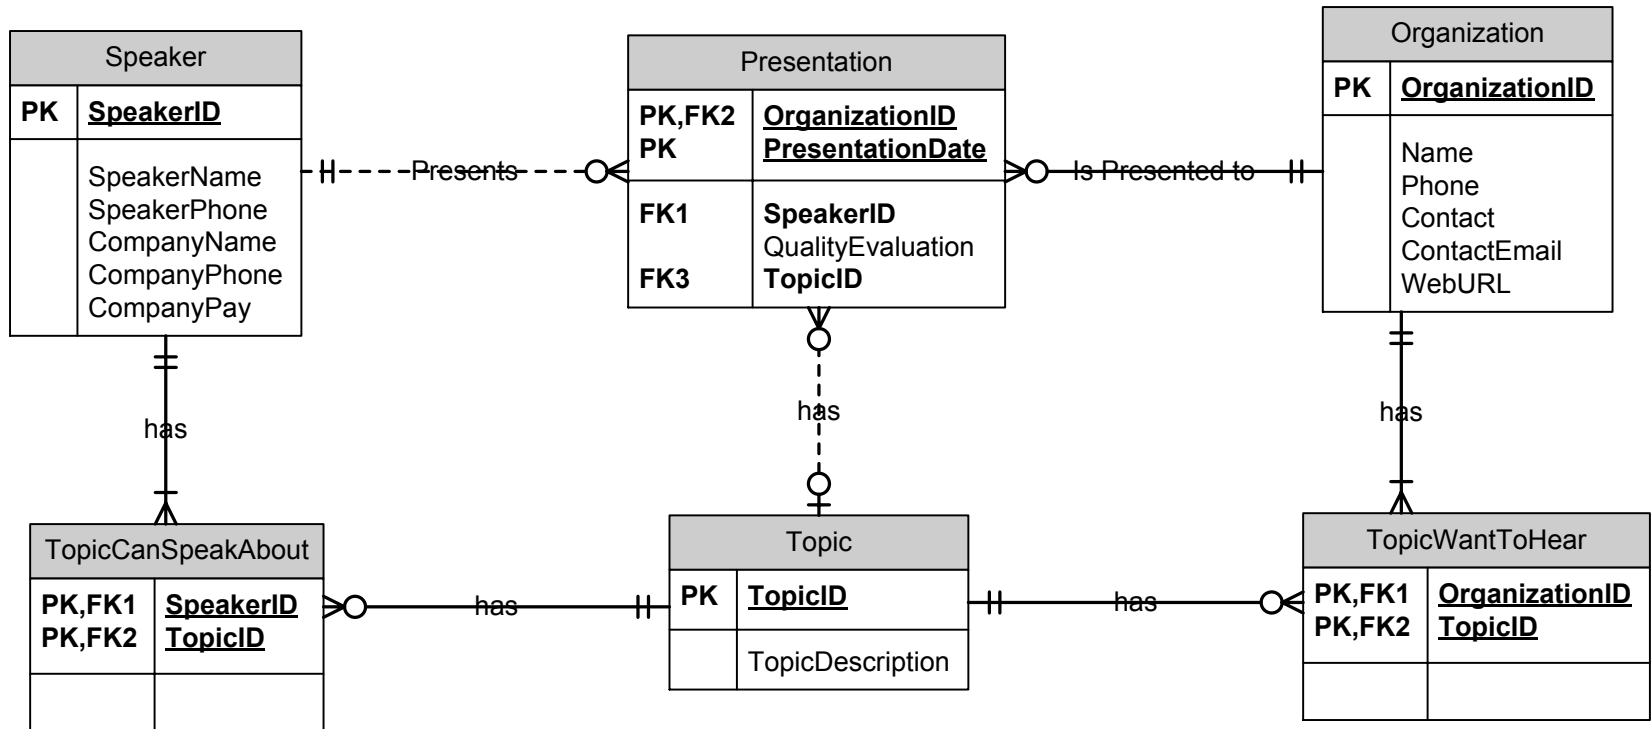 Speaker
PK SpeakerID
SpeakerName
SpeakerPhone
CompanyName
CompanyPhone
CompanyPay
Presents
Presentation
PK,FK2 OrganizationID
PK PresentationDate
FK1 SpeakerID
QualityEvaluation
FK3 TopicID
Is Presented to
Organization
PK OrganizationID
Name
Phone
Contact
ContactEmail
WebURL
has
has
has
TopicCanSpeakAbout
PK,FK1 SpeakerID
PK,FK2 TopicID
has
Topic
PK TopicID
TopicDescription
has
TopicWantToHear
PK,FK1 OrganizationID
PK,FK2 TopicID